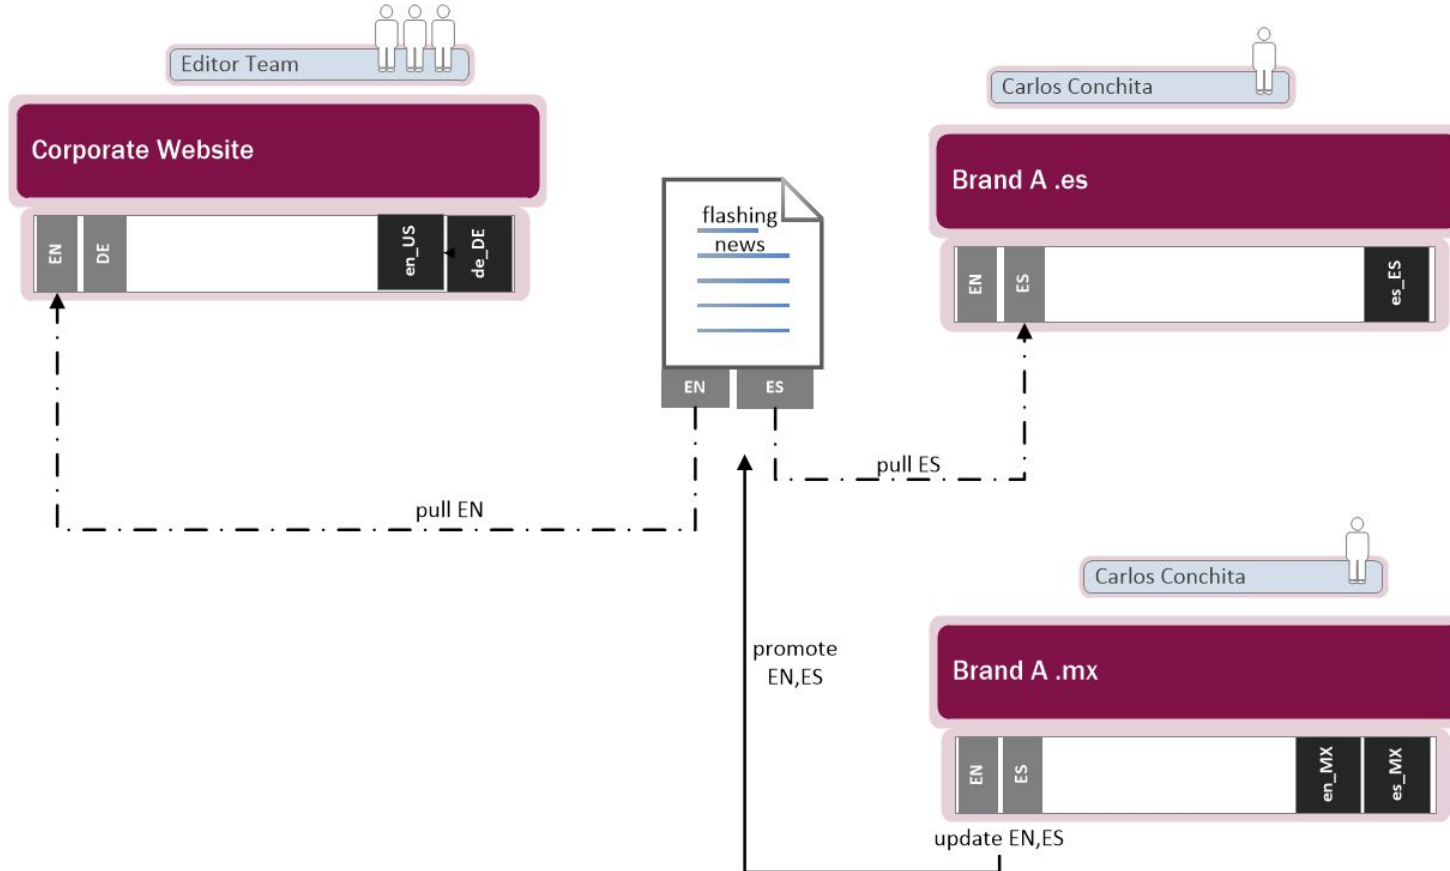 Editor Team
Corporate Website
EN
DE
en_US
de_DE
flashing
news
EN
ES
pull EN
pull ES
promote
EN,ES
Carlos Conchita
Brand A .es
EN
ES
es_ES
Carlos Conchita
Brand A .mx
EN
ES
en_MX
es_MX
update EN,ES